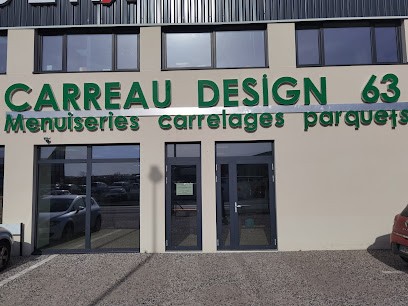 CARREAU DESIGN 63
Menuiseries carrelages parquets